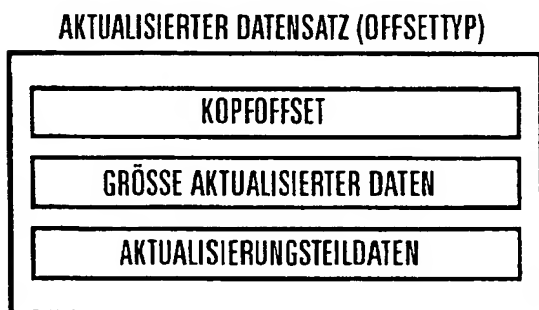 AKTUALISIERTER DATENSATZ (OFFSETTYP)
KOPFOFFSET
GRÖSSE AKTUALISIERTER DATEN
AKTUALISIERUNGSTEILDATEN